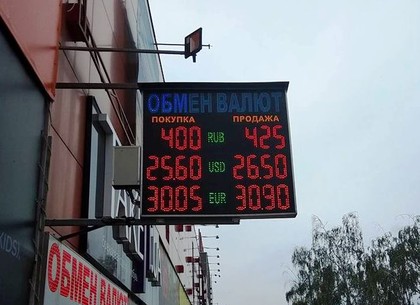 ОБМЕН ВАЛЮТ
ПОКУПКА ПРОДАЖА
400 RUB 425
25.60 USD 26.50
30.05 EUR 30.90
KIDS
ОБМЕН ВАЛЮТ